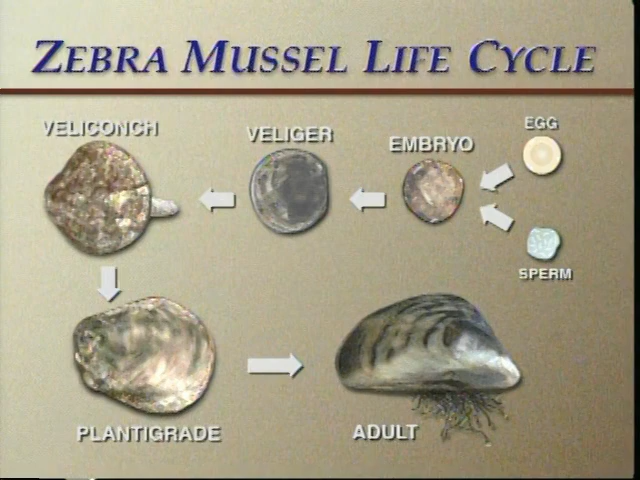 ZEBRA MUSSEL LIFE CYCLE
VELICONCH
VELIGER
EMBRYO
EGG
SPERM
PLANTIGRADE
ADULT